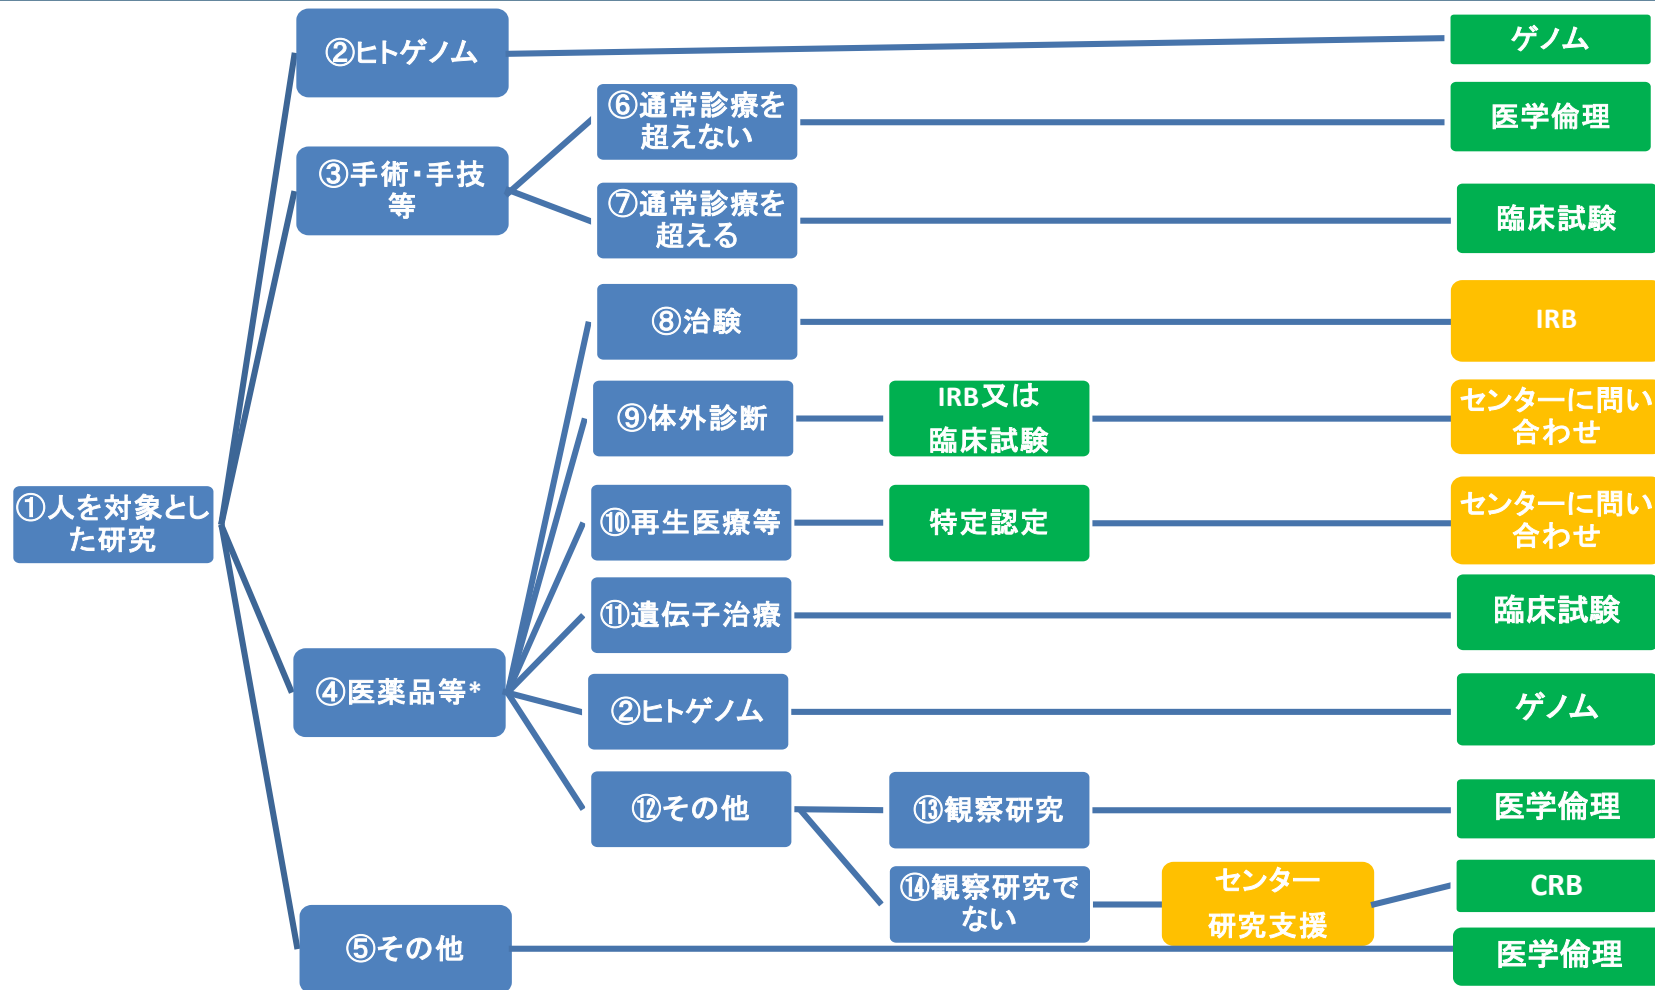 ②ヒトゲノム
ゲノム
⑥通常診療を
超えない
医学倫理
③手術・手技
等
⑦通常診療を
超える
臨床試験
⑧治験
IRB
⑨体外診断
IRB又は
臨床試験
センターに問い
合わせ
①人を対象とし
た研究
⑩再生医療等
特定認定
センターに問い
合わせ
⑪遺伝子治療
臨床試験
④医薬品等*
②ヒトゲノム
ゲノム
⑫その他
⑬観察研究
医学倫理
⑭観察研究で
ない
センター
研究支援
CRB
⑤その他
医学倫理